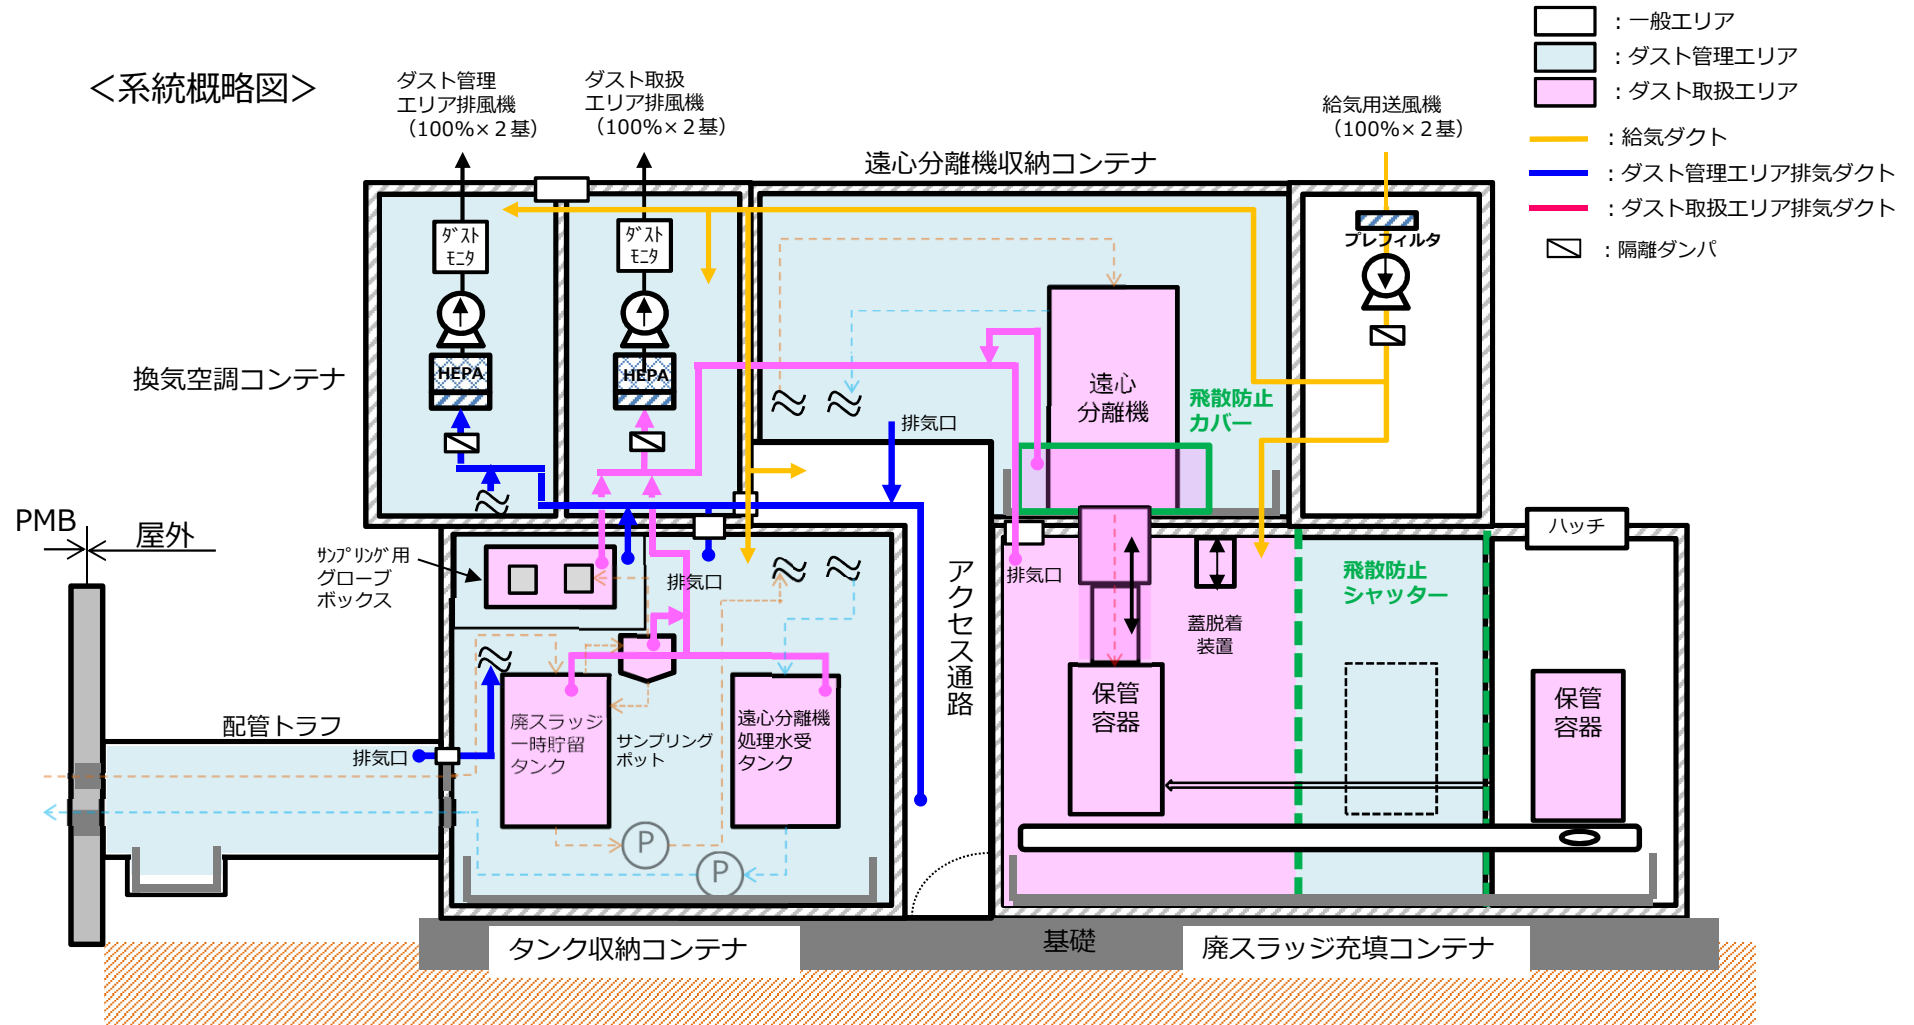 ＜系統概略図＞
ダスト管理
エリア排風機
（100%×２基）
ダスト取扱
エリア排風機
（100%×２基）
給気用送風機
（100%×２基）
：一般エリア
：ダスト管理エリア
：ダスト取扱エリア
：給気ダクト
：ダスト管理エリア排気ダクト
：ダスト取扱エリア排気ダクト
：隔離ダンパ
遠心分離機収納コンテナ
ﾀﾞｽﾄ
ﾓﾆﾀ
ﾀﾞｽﾄ
ﾓﾆﾀ
プレフィルタ
HEPA
HEPA
換気空調コンテナ
遠心
分離機
飛散防止
カバー
排気口
PMB
屋外
ｻﾝﾌﾟﾘﾝｸﾞ用
グローブ
ボックス
排気口
アクセス通路
排気口
蓋脱着
装置
飛散防止
シャッター
ハッチ
配管トラフ
排気口
廃スラッジ
一時貯留
タンク
サンプリング
ポット
遠心分離機
処理水受
タンク
保管
容器
保管
容器
P
P
タンク収納コンテナ
基礎
廃スラッジ充填コンテナ